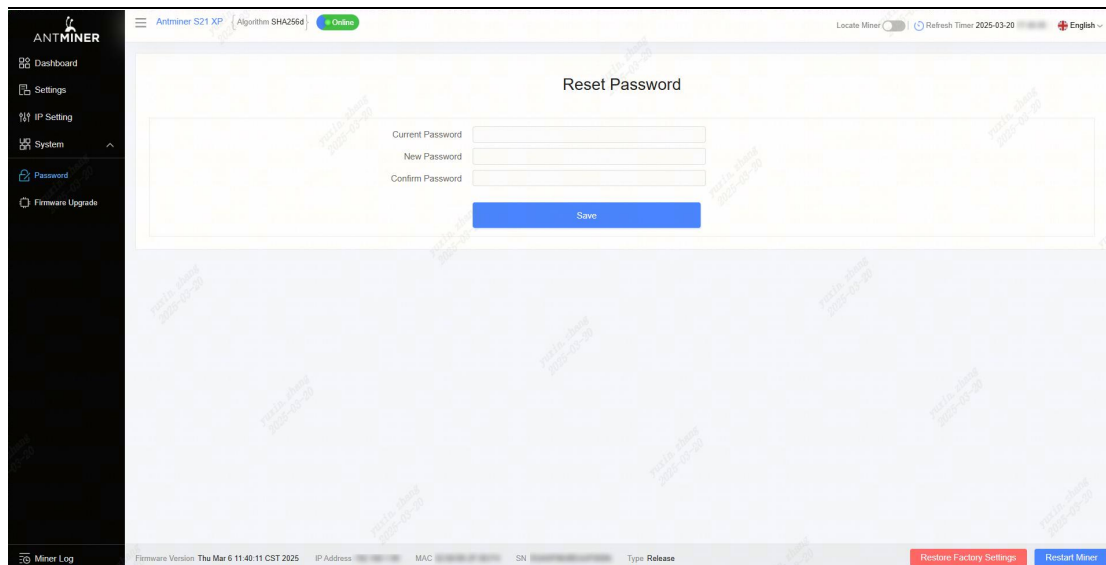 ANTMINER
Antminer S21 XP { Algorithm SHA256d } Online
Locate Miner Refresh Timer 2025-03-20 English
Dashboard
Settings
IP Setting
System
Password
Firmware Upgrade
Reset Password
Current Password
New Password
Confirm Password
Save
Miner Log
Firmware Version Thu Mar 6 11:40:11 CST 2025 IP Address MAC SN Type Release
Restore Factory Settings Restart Miner